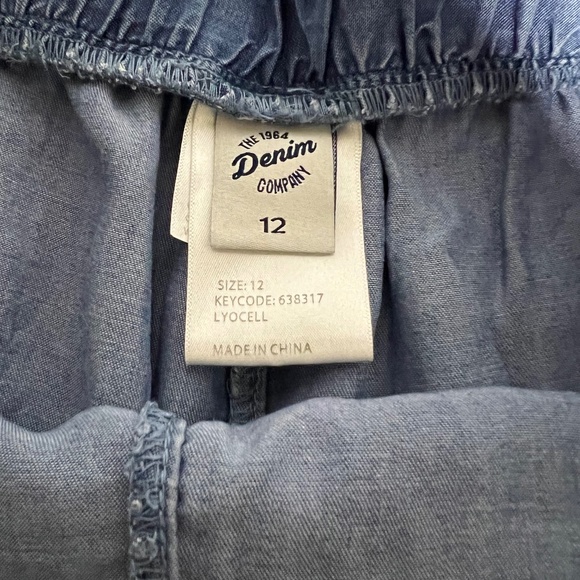 THE 1964
Denim
COMPANY
12
SIZE: 12
KEYCODE: 638317
LYOCELL
MADE IN CHINA